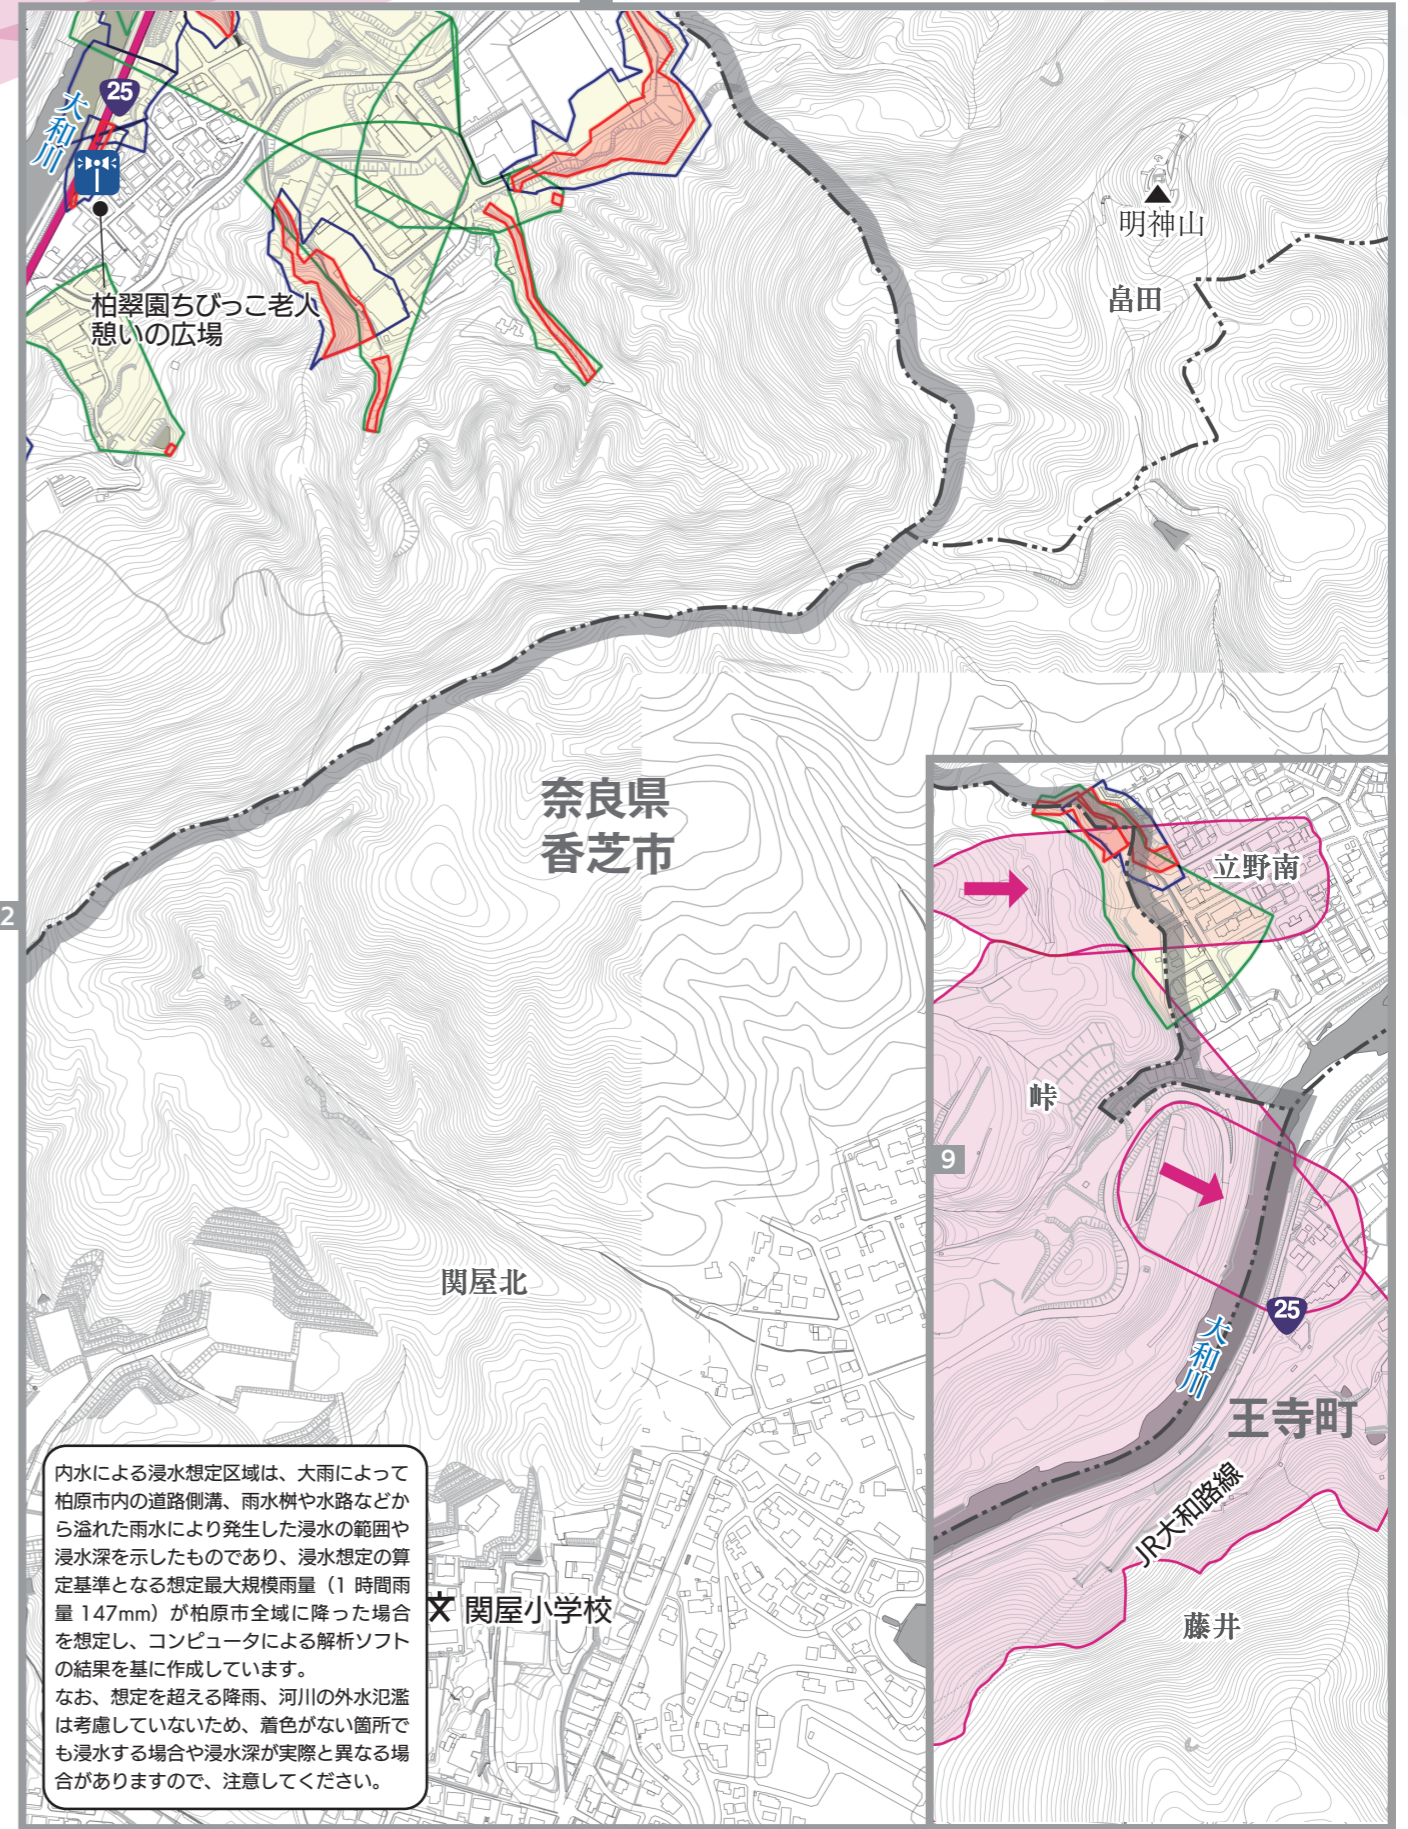 25
大和川
柏翠園ちびっこ老人
憩いの広場
明神山
畠田
奈良県
香芝市
2
立野南
峠
9
関屋北
25
大和川
王寺町
JR大和路線
藤井
文 関屋小学校
内水による浸水想定区域は、大雨によって
柏原市内の道路側溝、雨水桝や水路などか
ら溢れた雨水により発生した浸水の範囲や
浸水深を示したものであり、浸水想定の算
定基準となる想定最大規模雨量（1 時間雨
量 147mm）が柏原市全域に降った場合
を想定し、コンピュータによる解析ソフト
の結果を基に作成しています。
なお、想定を超える降雨、河川の外水氾濫
は考慮していないため、着色がない箇所で
も浸水する場合や浸水深が実際と異なる場
合がありますので、注意してください。